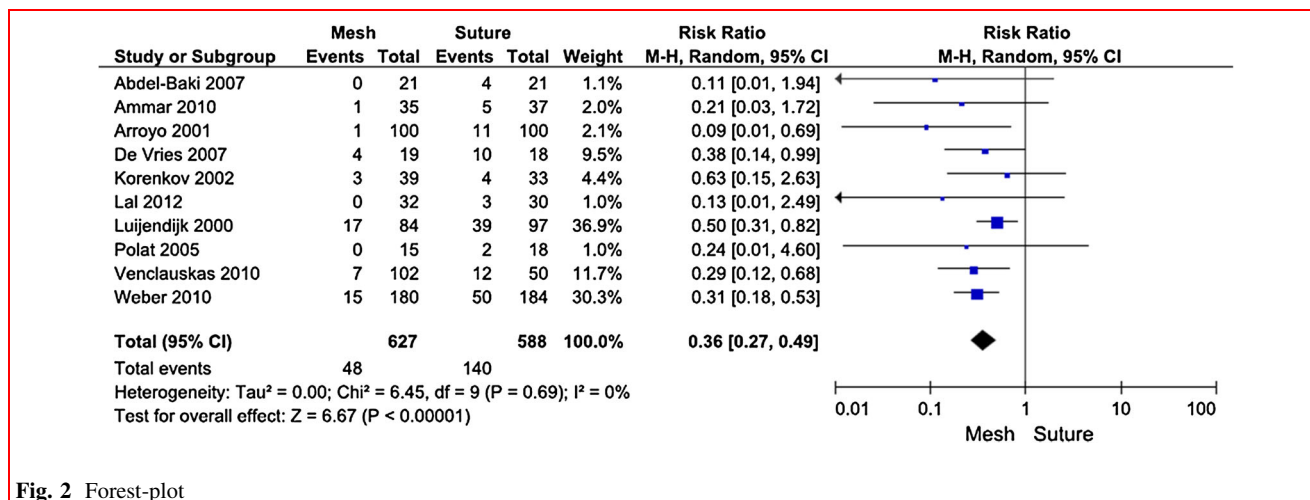 Mesh Suture Risk Ratio Risk Ratio
Study or Subgroup Events Total Events Total Weight M-H, Random, 95% CI M-H, Random, 95% CI
Abdel-Baki 2007 0 21 4 21 1.1% 0.11 [0.01, 1.94]
Ammar 2010 1 35 5 37 2.0% 0.21 [0.03, 1.72]
Arroyo 2001 1 100 11 100 2.1% 0.09 [0.01, 0.69]
De Vries 2007 4 19 10 18 9.5% 0.38 [0.14, 0.99]
Korenkov 2002 3 39 4 33 4.4% 0.63 [0.15, 2.63]
Lal 2012 0 32 3 30 1.0% 0.13 [0.01, 2.49]
Luijendijk 2000 17 84 39 97 36.9% 0.50 [0.31, 0.82]
Polat 2005 0 15 2 18 1.0% 0.24 [0.01, 4.60]
Venclauskas 2010 7 102 12 50 11.7% 0.29 [0.12, 0.68]
Weber 2010 15 180 50 184 30.3% 0.31 [0.18, 0.53]
Total (95% CI) 627 588 100.0% 0.36 [0.27, 0.49]
Total events 48 140
Heterogeneity: Tau² = 0.00; Chi² = 6.45, df = 9 (P = 0.69); I² = 0%
Test for overall effect: Z = 6.67 (P < 0.00001)
0.01 0.1 1 10 100
Mesh Suture
Fig. 2 Forest-plot